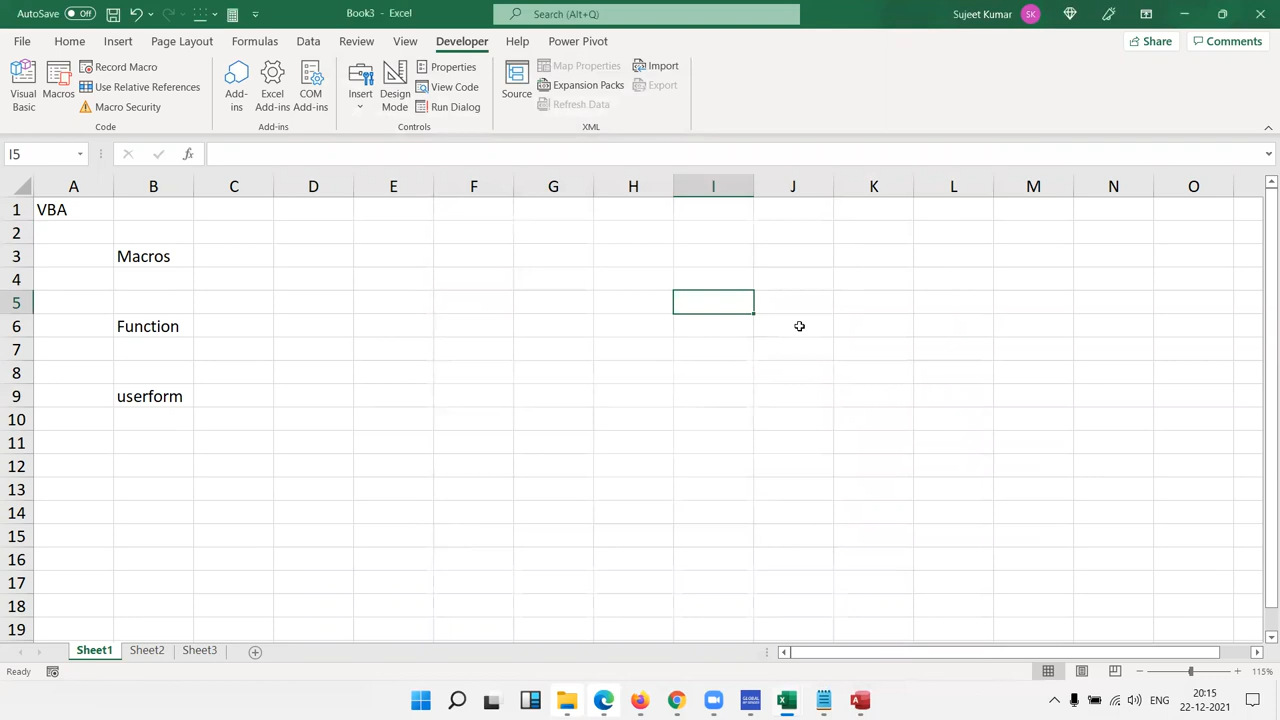 AutoSave Off Book3 - Excel Search (Alt+Q) Sujeet Kumar SK
File Home Insert Page Layout Formulas Data Review View Developer Help Power Pivot Share Comments
Visual Basic
Macros
Record Macro
Use Relative References
Macro Security
Code
Add-ins
Excel Add-ins
COM Add-ins
Add-ins
Insert
Design Mode
Properties
View Code
Run Dialog
Controls
Source
Map Properties
Expansion Packs
Refresh Data
Import
Export
XML
I5 fx
A B C D E F G H I J K L M N O
1 VBA
2
3 Macros
4
5
6 Function
7
8
9 userform
10
11
12
13
14
15
16
17
18
19
Sheet1 Sheet2 Sheet3
Ready 115%
GLOBAL
ENG 20:15
22-12-2021